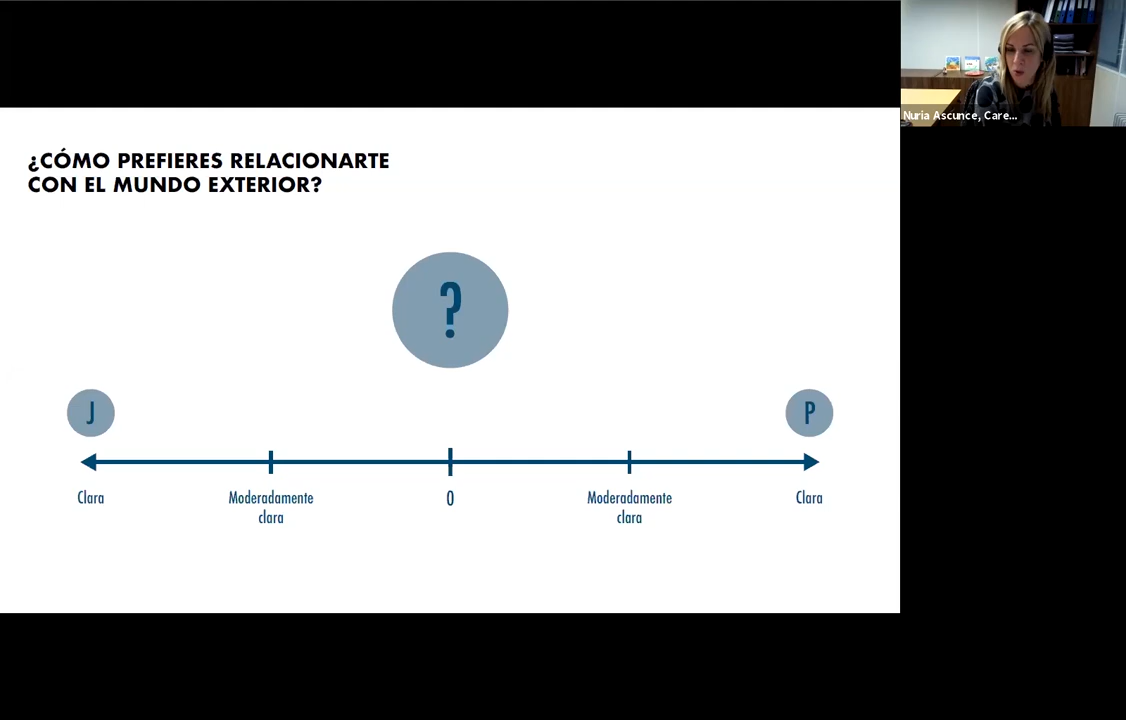 Nuria Ascunce, Care...
¿CÓMO PREFIERES RELACIONARTE
CON EL MUNDO EXTERIOR?
?
J
P
Clara
Moderadamente
clara
0
Moderadamente
clara
Clara